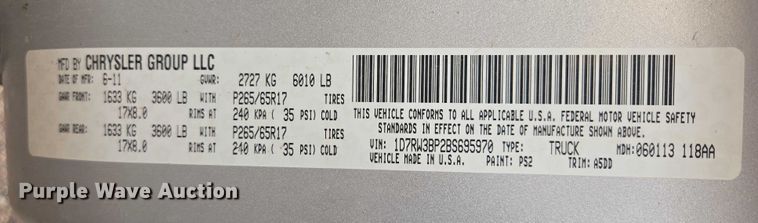 MFD BY CHRYSLER GROUP LLC
DATE OF MFR: 6-11 GVWR: 2727 KG 6010 LB
GAWR FRONT: 1633 KG 3600 LB WITH P265/65R17 TIRES
17X8.0 RIMS AT 240 KPA ( 35 PSI) COLD
GAWR REAR: 1633 KG 3600 LB WITH P265/65R17 TIRES
17X8.0 RIMS AT 240 KPA ( 35 PSI) COLD
THIS VEHICLE CONFORMS TO ALL APPLICABLE U.S.A. FEDERAL MOTOR VEHICLE SAFETY
STANDARDS IN EFFECT ON THE DATE OF MANUFACTURE SHOWN ABOVE.
VIN: 1D7RW3BP2BS695970 TYPE: TRUCK MDH: 060113 118AA
VEHICLE MADE IN U.S.A. PAINT: PS2 TRIM: A5DD
Purple Wave Auction
Purple Wave Auction